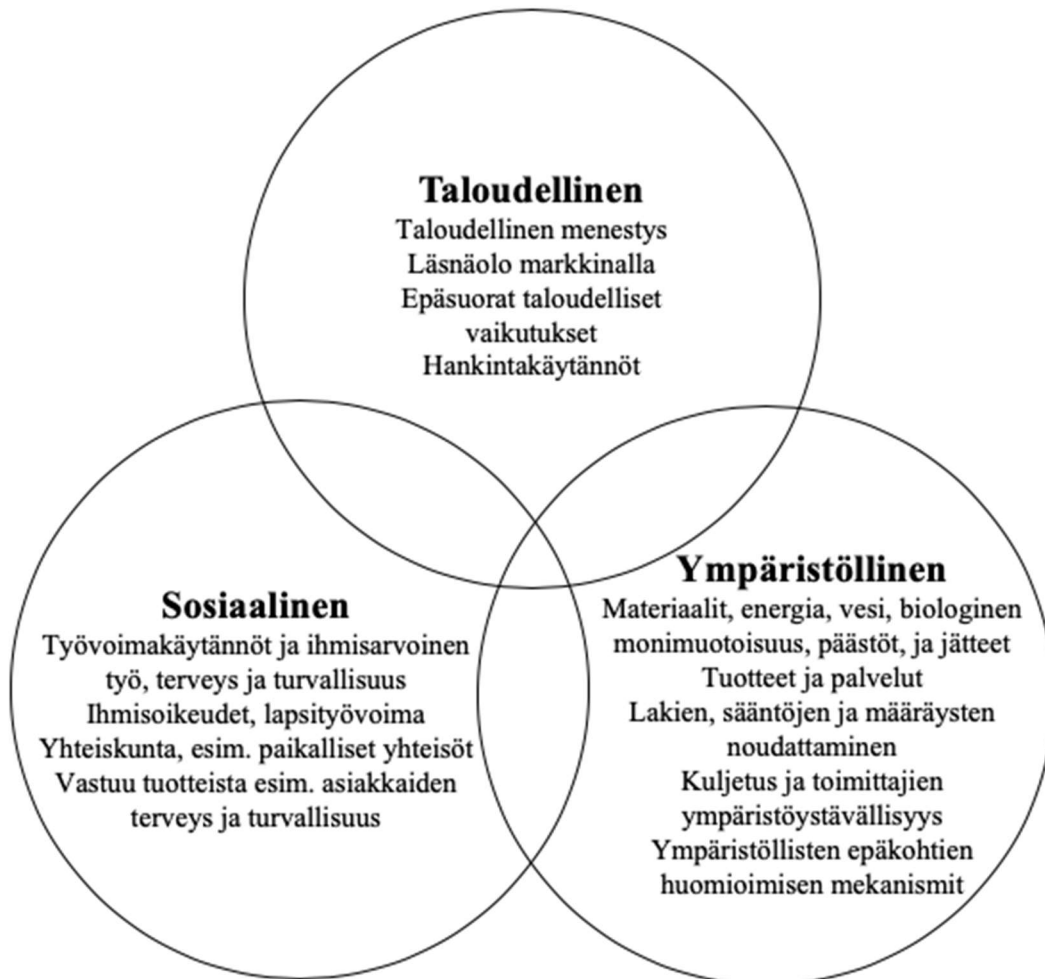 Taloudellinen
Taloudellinen menestys
Läsnäolo markkinalla
Epäsuorat taloudelliset
vaikutukset
Hankintakäytännöt
Sosiaalinen
Työvoimakäytännöt ja ihmisarvoinen
työ, terveys ja turvallisuus
Ihmisoikeudet, lapsityövoima
Yhteiskunta, esim. paikalliset yhteisöt
Vastuu tuotteista esim. asiakkaiden
terveys ja turvallisuus
Ympäristöllinen
Materiaalit, energia, vesi, biologinen
monimuotoisuus, päästöt, ja jätteet
Tuotteet ja palvelut
Lakien, sääntöjen ja määräysten
noudattaminen
Kuljetus ja toimittajien
ympäristöystävällisyys
Ympäristöllisten epäkohtien
huomioimisen mekanismit